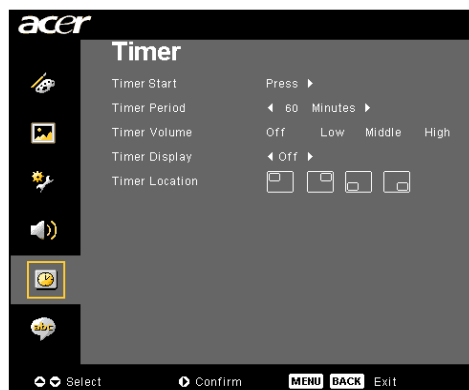 acer
Timer
Timer Start Press
Timer Period 60 Minutes
Timer Volume Off Low Middle High
Timer Display Off
Timer Location
abc
Select Confirm MENU BACK Exit